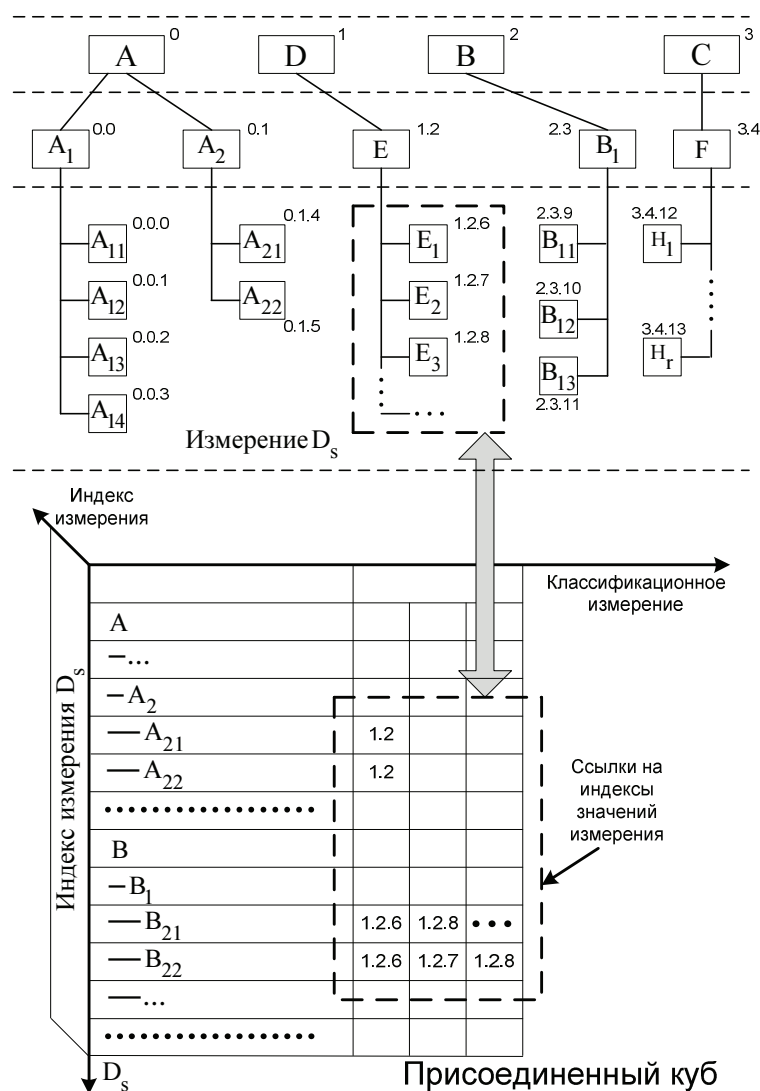 A 0 D 1 B 2 C 3
A1 0.0 A2 0.1 E 1.2 2.3 B1 F 3.4
A11 0.0.0 A21 0.1.4 E1 1.2.6 2.3.9 B11 3.4.12 H1
A12 0.0.1 A22 0.1.5 E2 1.2.7 2.3.10 B12
A13 0.0.2 E3 1.2.8 B13 2.3.11 3.4.13 Hr
A14 0.0.3 ...
Измерение Ds
Индекс
измерения
Классификационное
измерение
Индекс измерения Ds
A
–...
–A2
—A21 1.2
—A22 1.2
Ссылки на
индексы
значений
измерения
B
–B1
—B21 1.2.6 1.2.8 •••
—B22 1.2.6 1.2.7 1.2.8
—...
Ds
Присоединенный куб